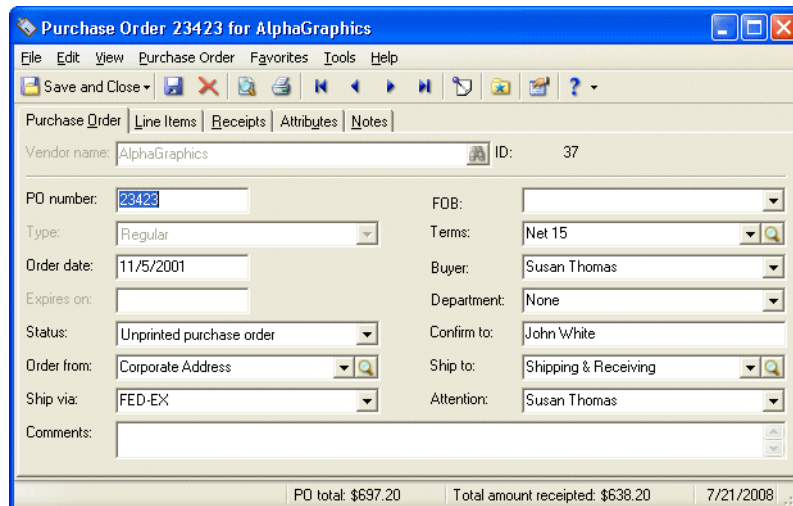 Purchase Order 23423 for AlphaGraphics
File Edit View Purchase Order Favorites Tools Help
Save and Close ?
Purchase Order Line Items Receipts Attributes Notes
Vendor name: AlphaGraphics ID: 37
PO number: 23423 FOB:
Type: Regular Terms: Net 15
Order date: 11/5/2001 Buyer: Susan Thomas
Expires on: Department: None
Status: Unprinted purchase order Confirm to: John White
Order from: Corporate Address Ship to: Shipping & Receiving
Ship via: FED-EX Attention: Susan Thomas
Comments:
PO total: $697.20 Total amount receipted: $638.20 7/21/2008